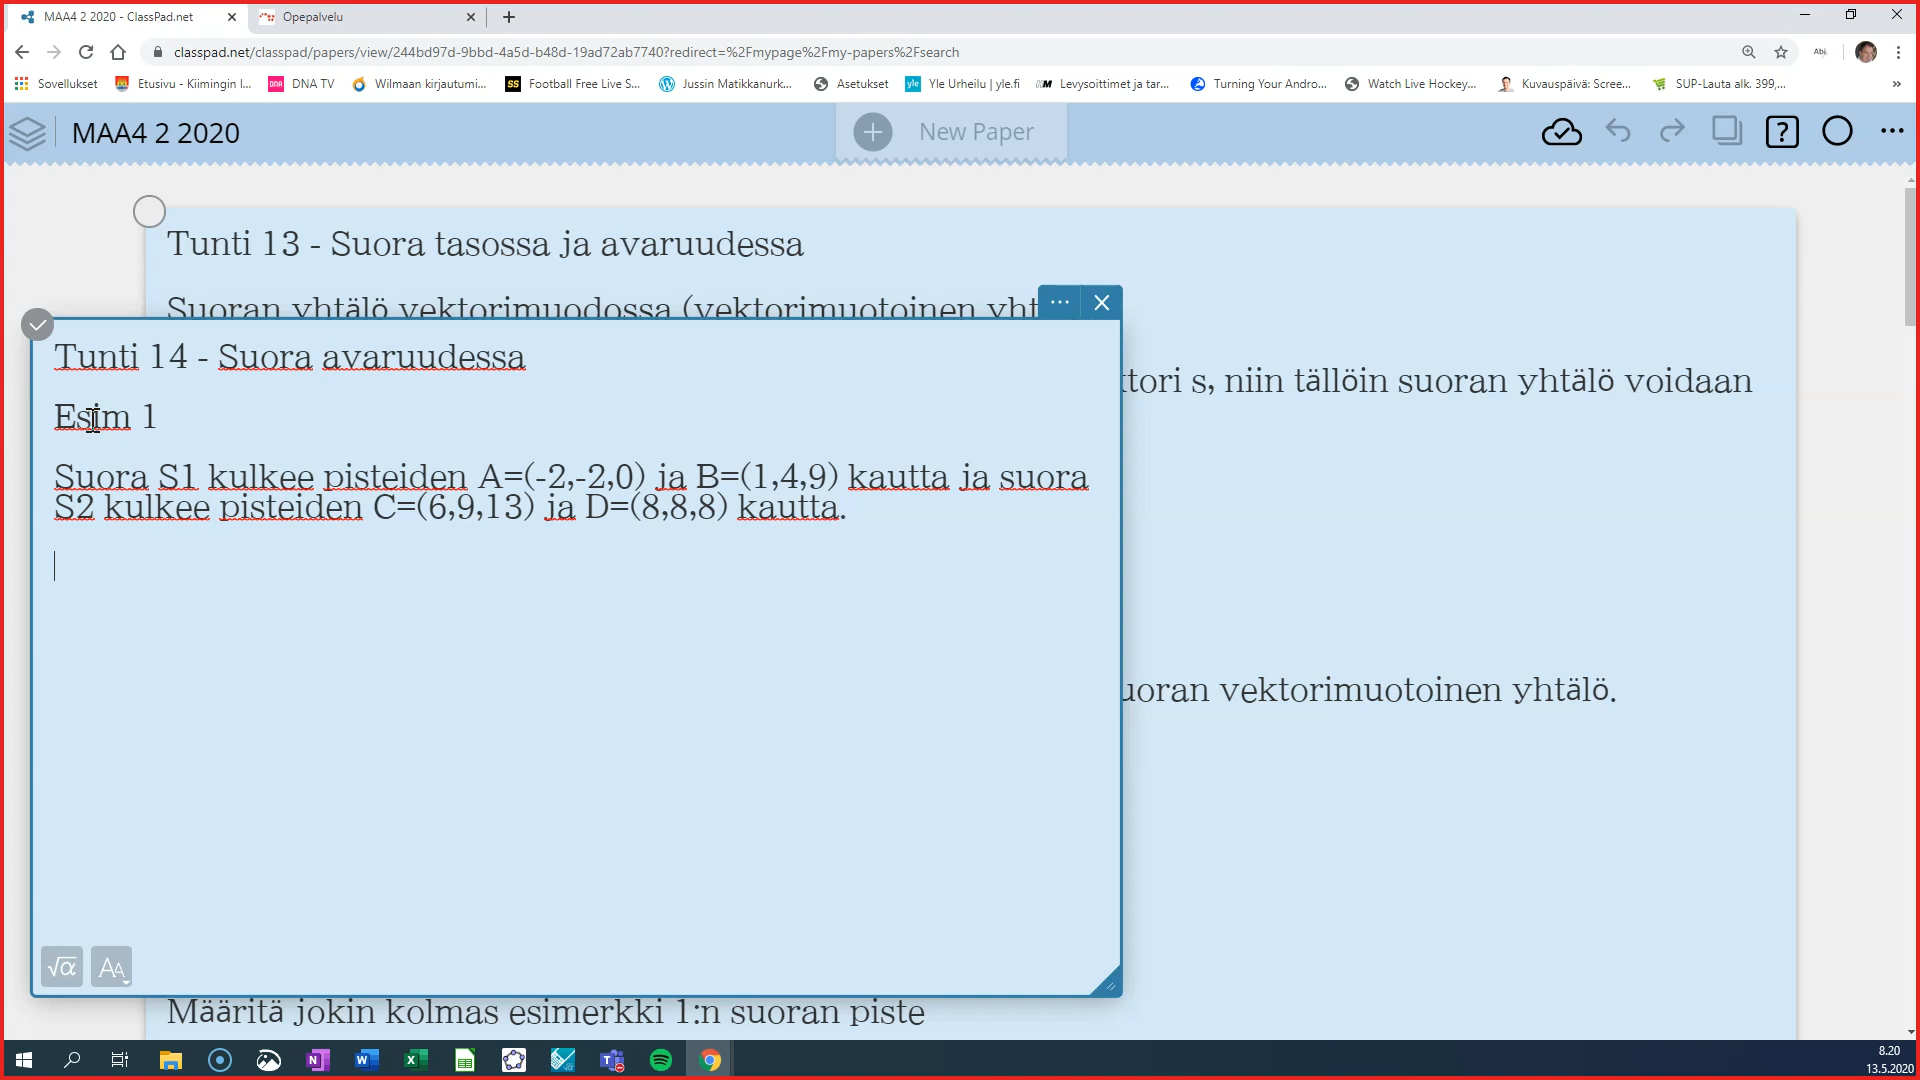 MAA4 2 2020 - ClassPad.net
Opepalvelu
classpad.net/classpad/papers/view/244bd97d-9bbd-4a5d-b48d-19ad72ab7740?redirect=%2Fmypage%2Fmy-papers%2Fsearch
Sovellukset
Etusivu - Kiimingin l...
DNA TV
Wilmaan kirjautumi...
Football Free Live S...
Jussin Matikkanurk...
Asetukset
Yle Urheilu | yle.fi
Levysoittimet ja tar...
Turning Your Andro...
Watch Live Hockey...
Kuvauspäivä: Scree...
SUP-Lauta alk. 399,...
MAA4 2 2020
New Paper
Tunti 13 - Suora tasossa ja avaruudessa
Suoran yhtälö vektorimuodossa (vektorimuotoinen yht
ktori s, niin tällöin suoran yhtälö voidaan
Tunti 14 - Suora avaruudessa
Esim 1
Suora S1 kulkee pisteiden A=(-2,-2,0) ja B=(1,4,9) kautta ja suora
S2 kulkee pisteiden C=(6,9,13) ja D=(8,8,8) kautta.
uoran vektorimuotoinen yhtälö.
Määritä jokin kolmas esimerkki 1:n suoran piste
8.20
13.5.2020